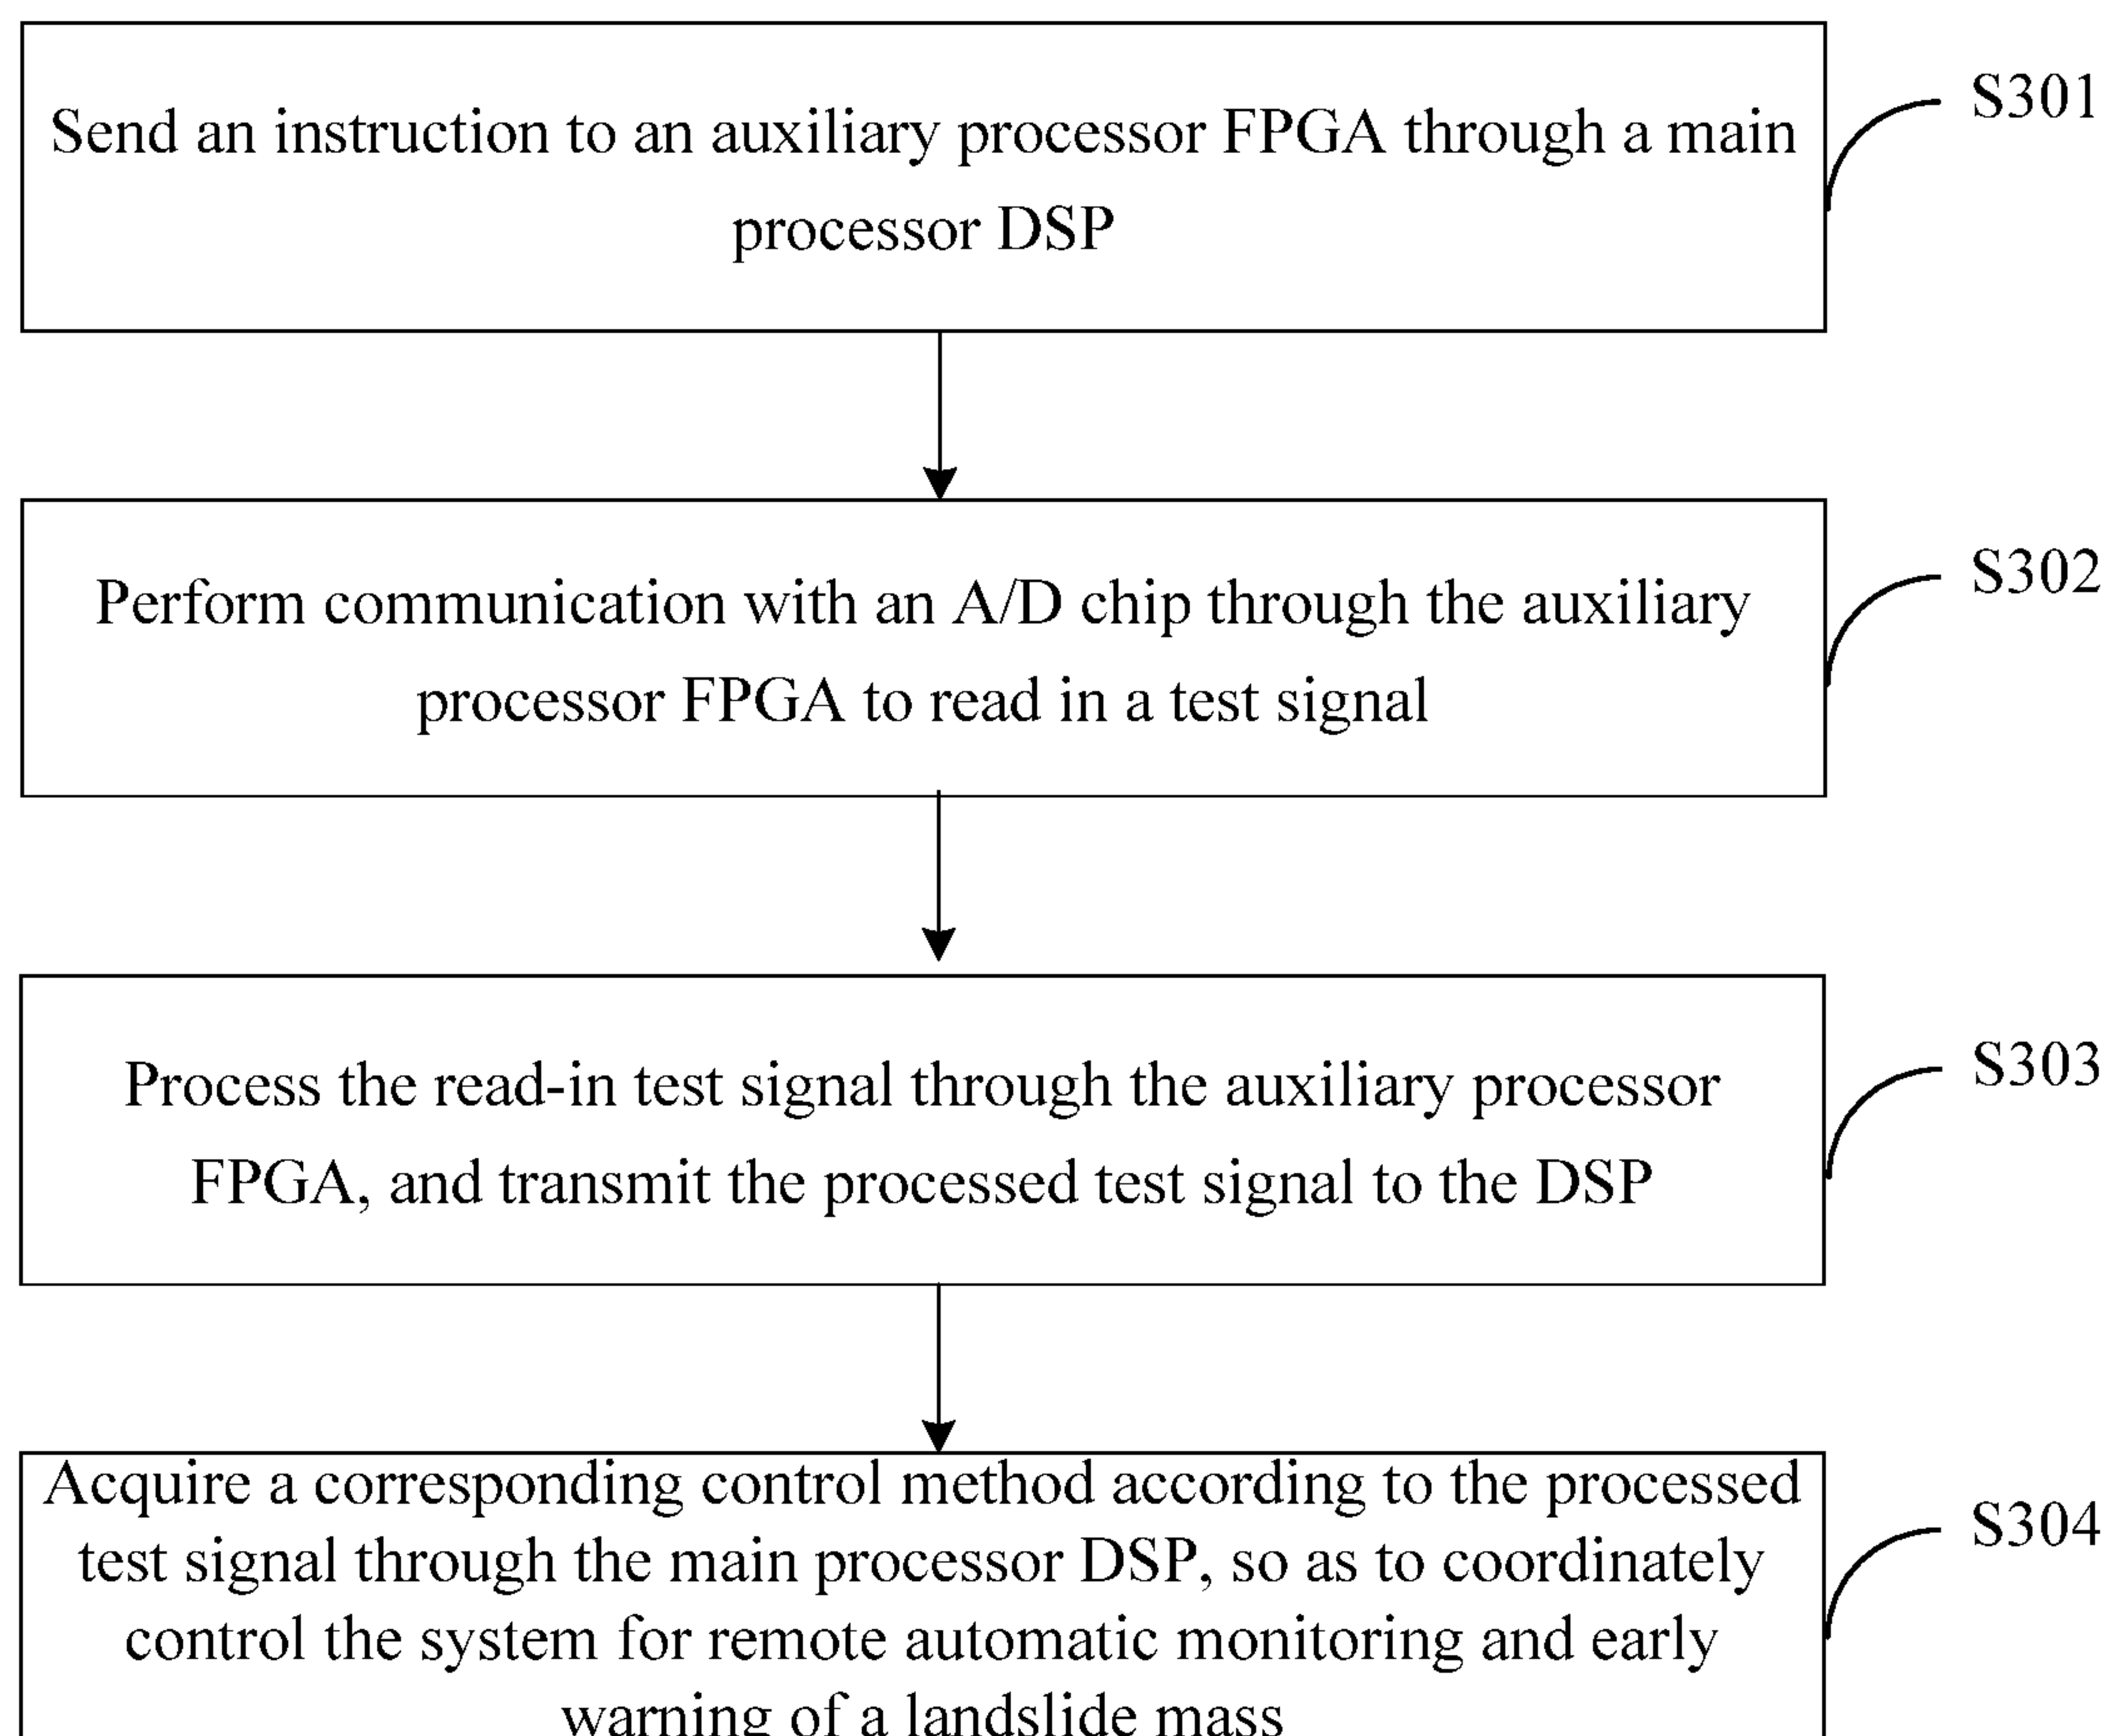 Send an instruction to an auxiliary processor FPGA through a main
processor DSP
S301
Perform communication with an A/D chip through the auxiliary
processor FPGA to read in a test signal
S302
Process the read-in test signal through the auxiliary processor
FPGA, and transmit the processed test signal to the DSP
S303
Acquire a corresponding control method according to the processed
test signal through the main processor DSP, so as to coordinately
control the system for remote automatic monitoring and early
warning of a landslide mass
S304